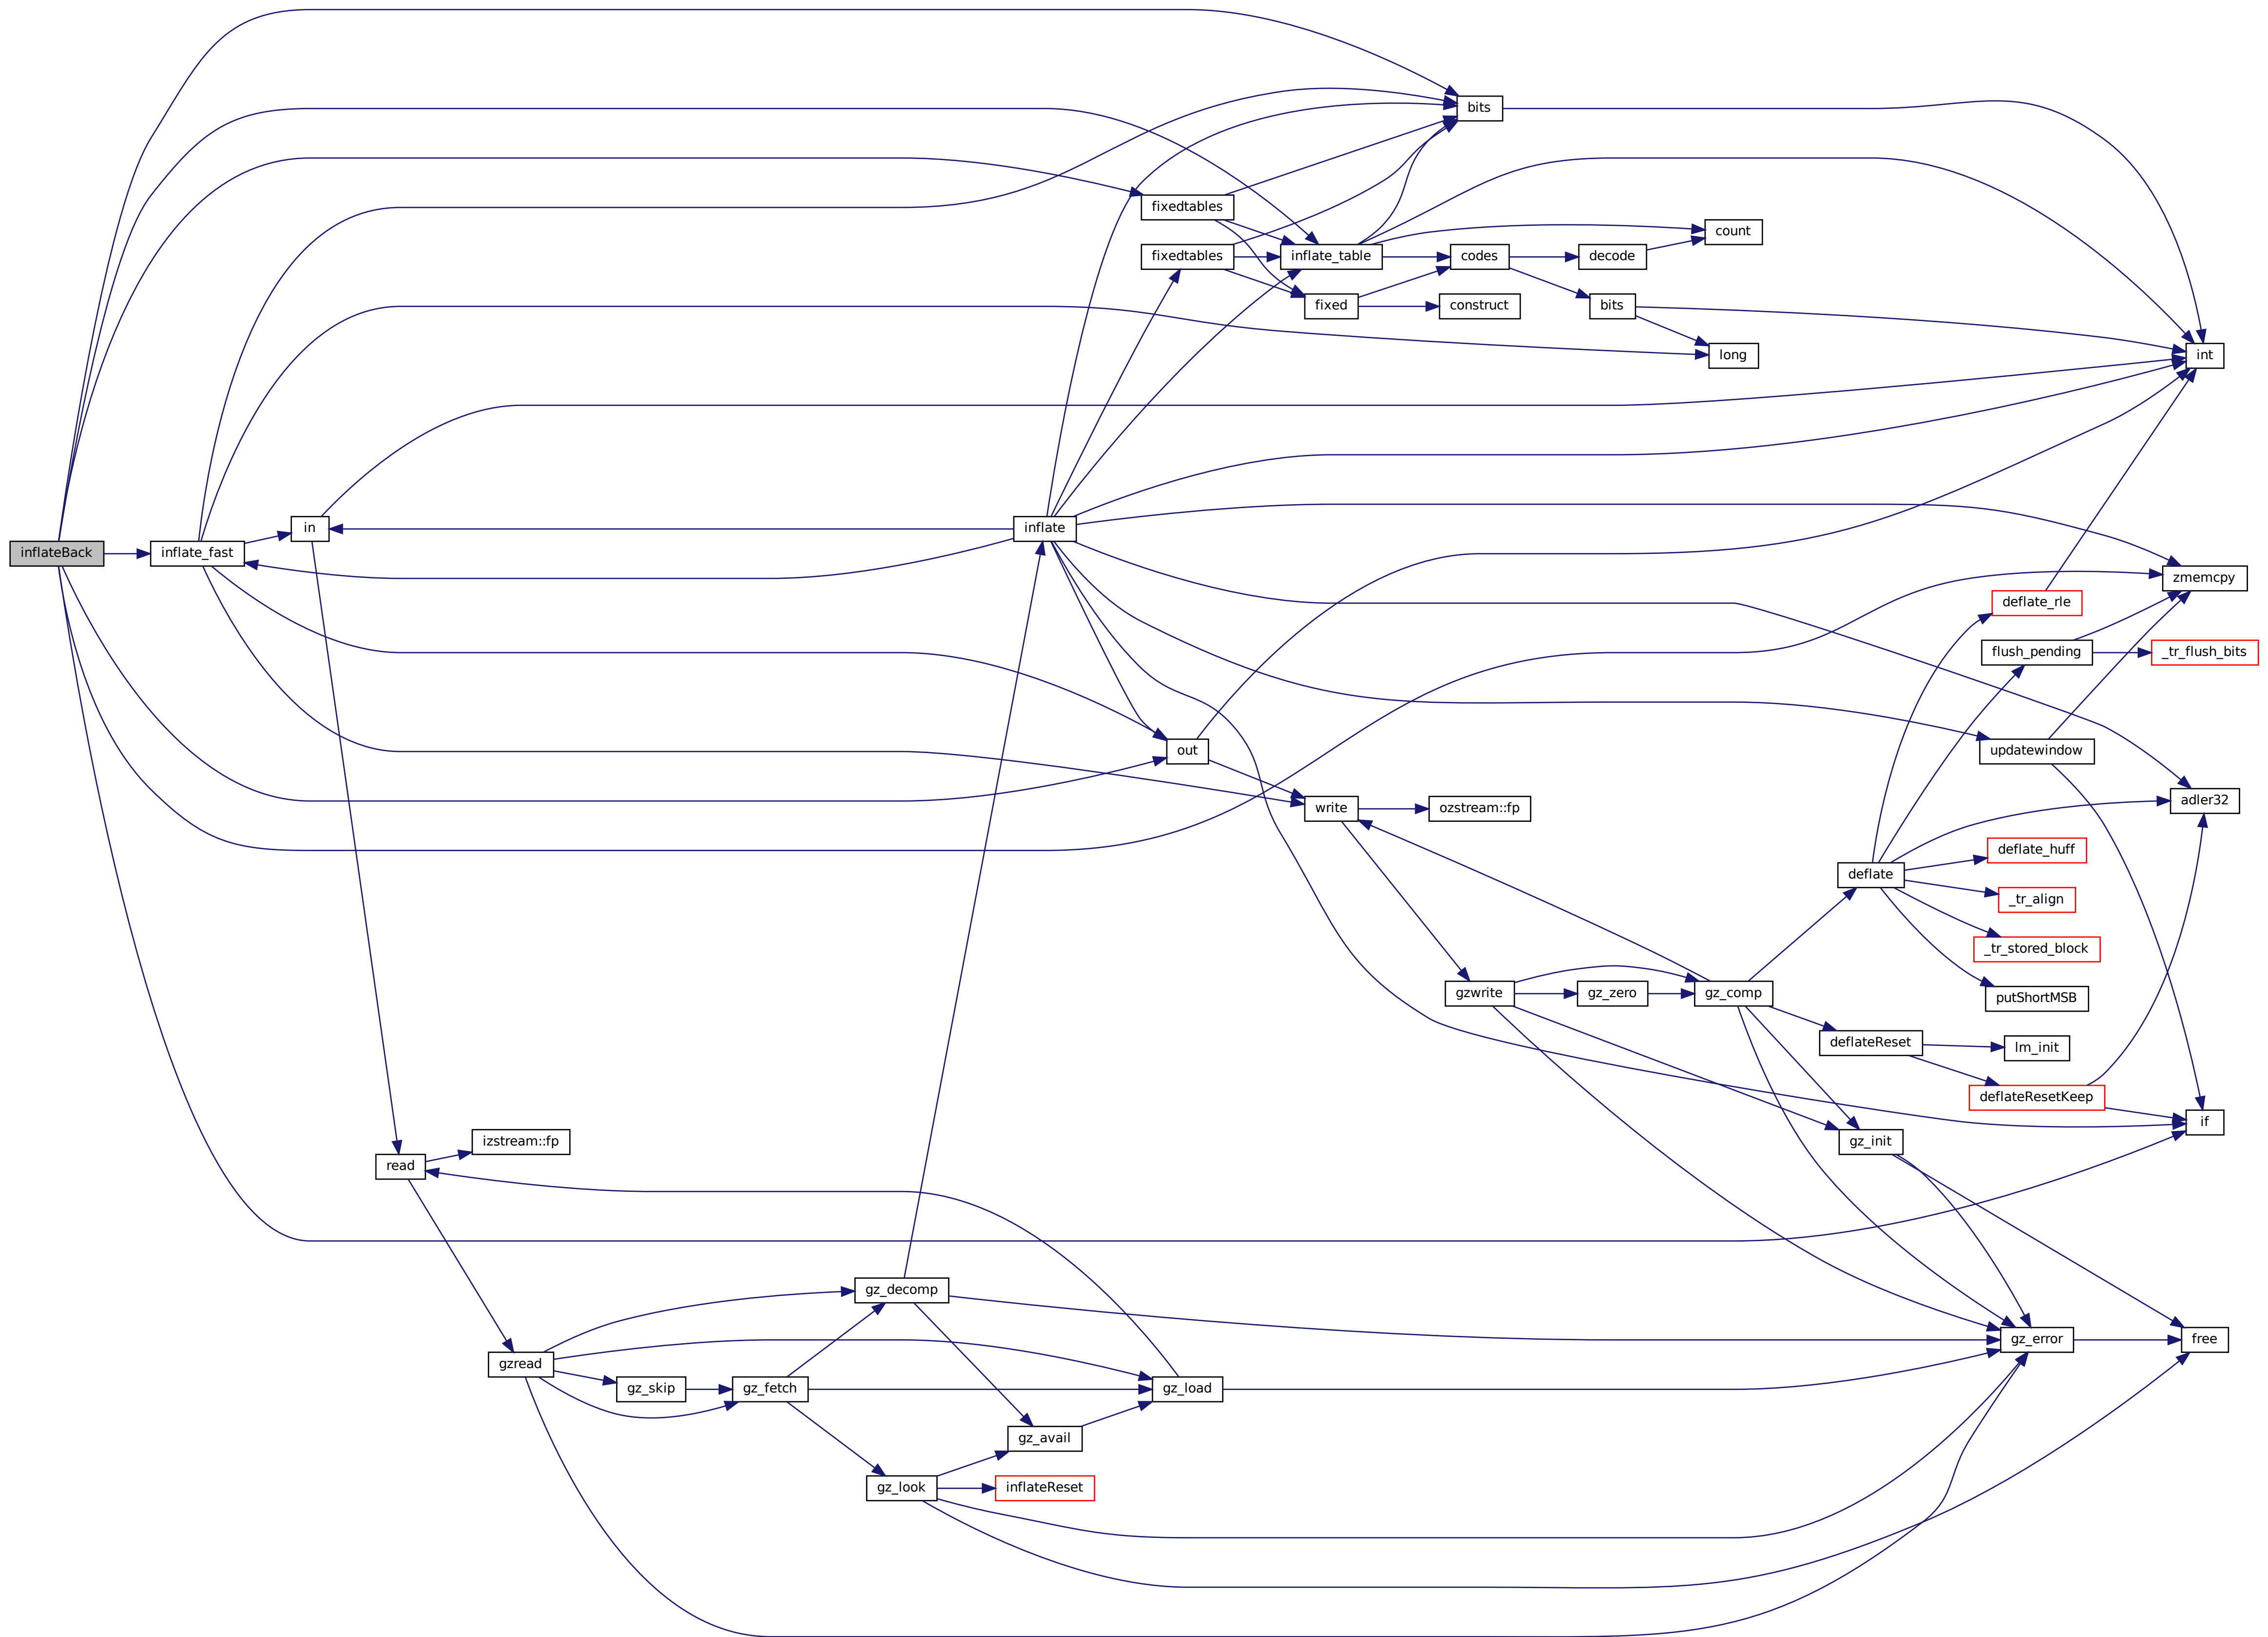 bits
fixedtables
count
fixedtables
inflate_table
codes
decode
fixed
construct
bits
long
int
in
inflate
inflateBack
inflate_fast
zmemcpy
deflate_rle
flush_pending
_tr_flush_bits
out
updatewindow
write
ozstream::fp
adler32
deflate_huff
deflate
_tr_align
_tr_stored_block
gzwrite
gz_zero
gz_comp
putShortMSB
deflateReset
lm_init
deflateResetKeep
if
izstream::fp
gz_init
read
gz_decomp
gz_error
free
gzread
gz_skip
gz_fetch
gz_load
gz_avail
gz_look
inflateReset